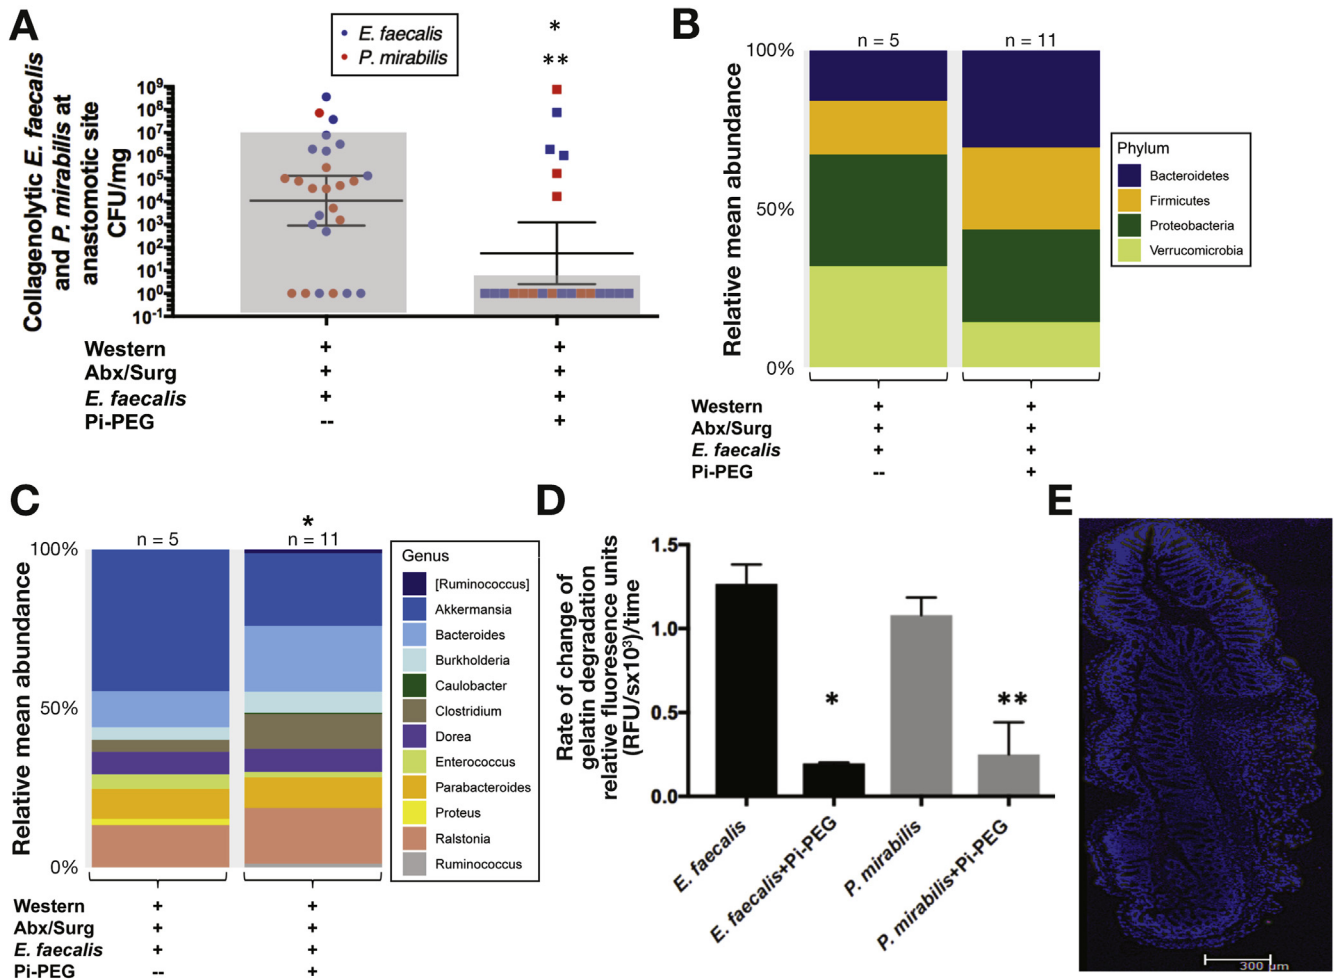 A
E. faecalis
P. mirabilis
*
**
Collagenolytic E. faecalis
and P. mirabilis at
anastomotic site
CFU/mg
10⁹
10⁸
10⁷
10⁶
10⁵
10⁴
10³
10²
10¹
10⁰
10⁻¹
Western + +
Abx/Surg + +
E. faecalis + +
Pi-PEG -- +
B
n = 5 n = 11
Relative mean abundance
100%
50%
0%
Phylum
Bacteroidetes
Firmicutes
Proteobacteria
Verrucomicrobia
Western + +
Abx/Surg + +
E. faecalis + +
Pi-PEG -- +
C
*
n = 5 n = 11
Relative mean abundance
100%
50%
0%
Genus
[Ruminococcus]
Akkermansia
Bacteroides
Burkholderia
Caulobacter
Clostridium
Dorea
Enterococcus
Parabacteroides
Proteus
Ralstonia
Ruminococcus
Western + +
Abx/Surg + +
E. faecalis + +
Pi-PEG -- +
D
Rate of change of
gelatin degradation
relative fluoresence units
(RFU/sx10³)/time
1.5
1.0
0.5
0.0
*
**
E. faecalis
E. faecalis+Pi-PEG
P. mirabilis
P. mirabilis+Pi-PEG
E
300 µm